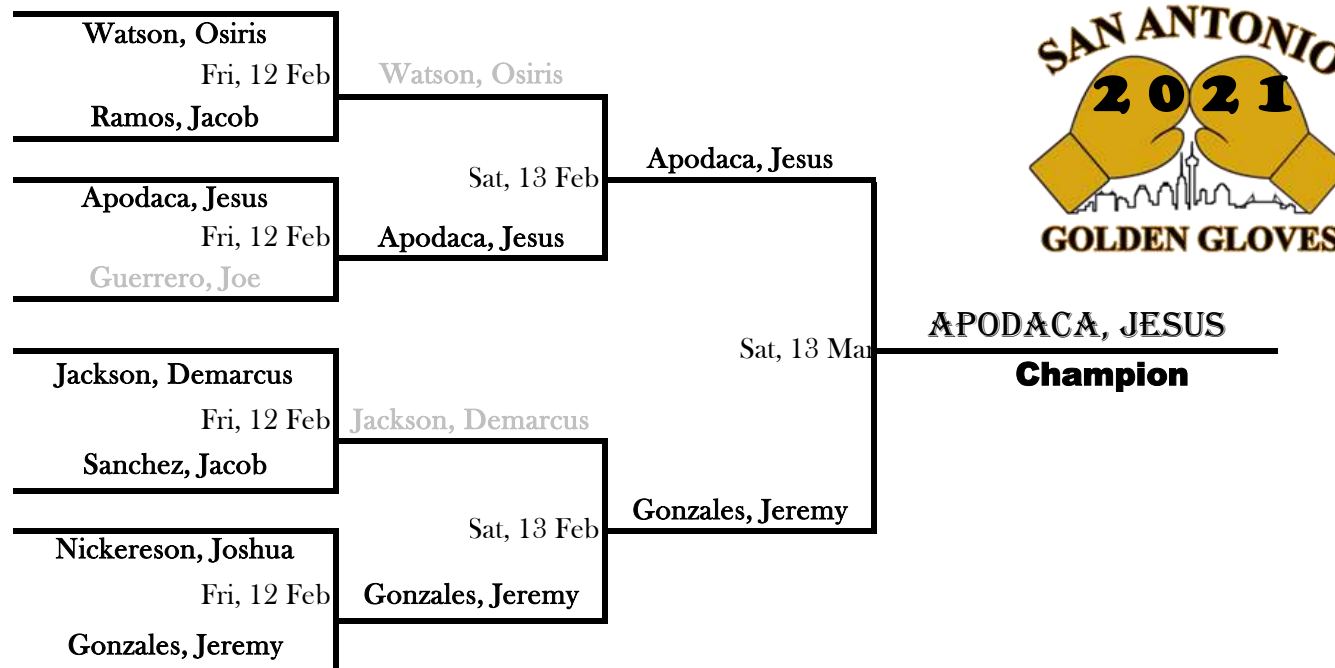 Watson, Osiris
Fri, 12 Feb
Ramos, Jacob
Apodaca, Jesus
Fri, 12 Feb
Guerrero, Joe
Jackson, Demarcus
Fri, 12 Feb
Sanchez, Jacob
Nickereson, Joshua
Fri, 12 Feb
Gonzales, Jeremy
Watson, Osiris
Sat, 13 Feb
Apodaca, Jesus
Jackson, Demarcus
Sat, 13 Feb
Gonzales, Jeremy
Apodaca, Jesus
Sat, 13 Mar
Gonzales, Jeremy
SAN ANTONIO
2021
GOLDEN GLOVES
APODACA, JESUS
Champion